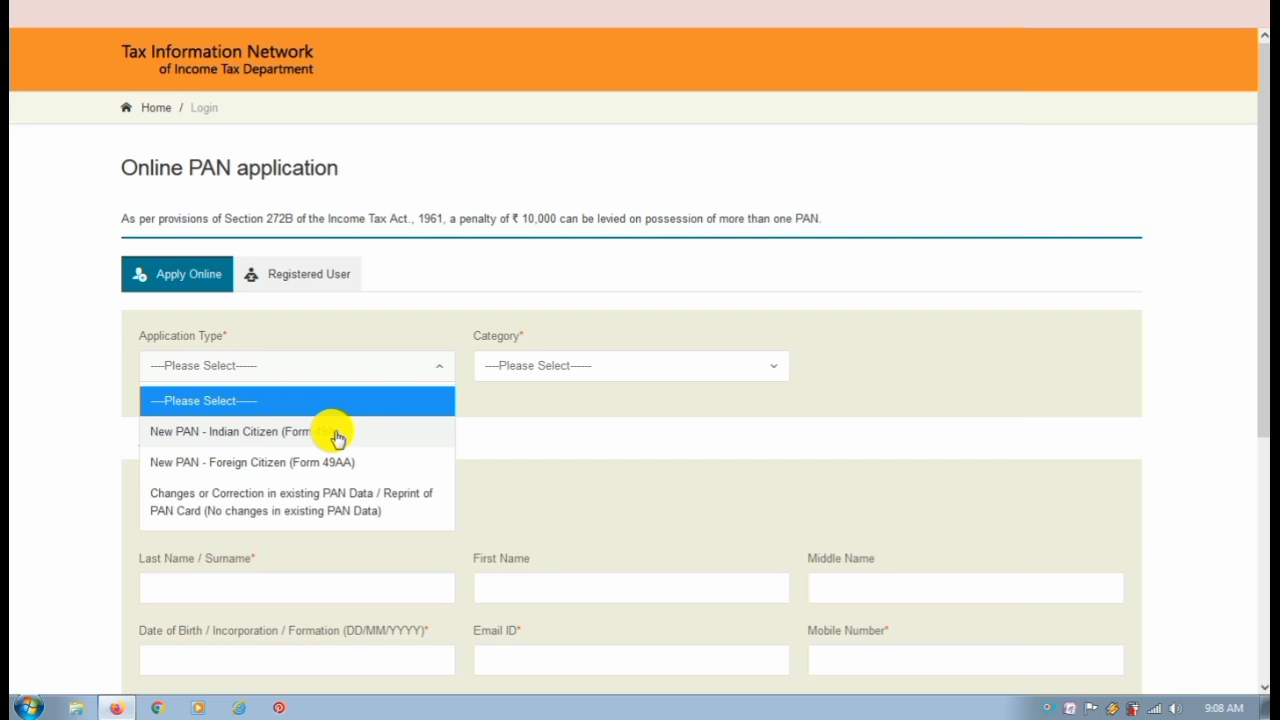 Tax Information Network
of Income Tax Department
Home / Login
Online PAN application
As per provisions of Section 272B of the Income Tax Act., 1961, a penalty of ₹ 10,000 can be levied on possession of more than one PAN.
Apply Online Registered User
Application Type* Category*
----Please Select------ ----Please Select------
----Please Select------
New PAN - Indian Citizen (Form
New PAN - Foreign Citizen (Form 49AA)
Changes or Correction in existing PAN Data / Reprint of
PAN Card (No changes in existing PAN Data)
Last Name / Surname* First Name Middle Name
Date of Birth / Incorporation / Formation (DD/MM/YYYY)* Email ID* Mobile Number*
9:08 AM